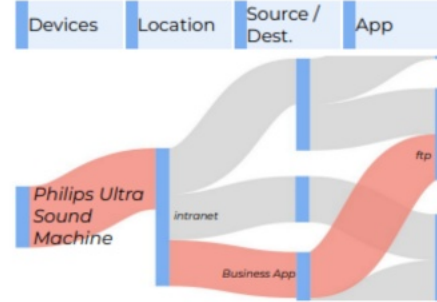 Devices
Location
Source /
Dest.
App
Philips Ultra
Sound
Machine
intranet
Business App
ftp